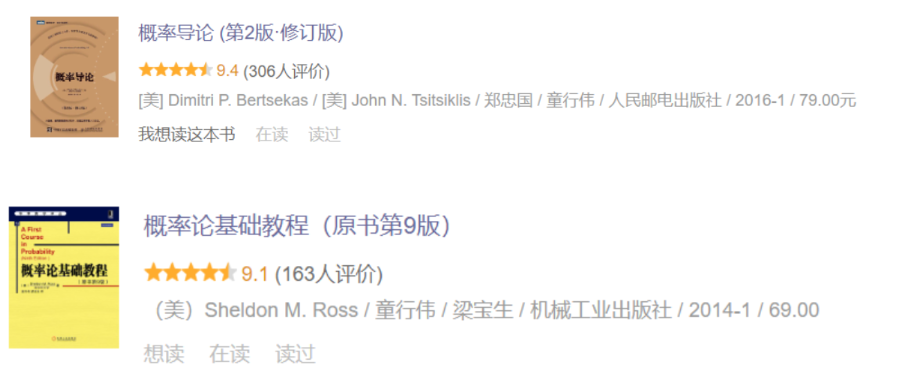 概率导论
概率导论 (第2版·修订版)
9.4 (306人评价)
[美] Dimitri P. Bertsekas / [美] John N. Tsitsiklis / 郑忠国 / 童行伟 / 人民邮电出版社 / 2016-1 / 79.00元
我想读这本书 在读 读过
A First
Course
in
Probability
概率论基础教程
(原书第9版)
概率论基础教程（原书第9版）
9.1 (163人评价)
（美）Sheldon M. Ross / 童行伟 / 梁宝生 / 机械工业出版社 / 2014-1 / 69.00
想读 在读 读过